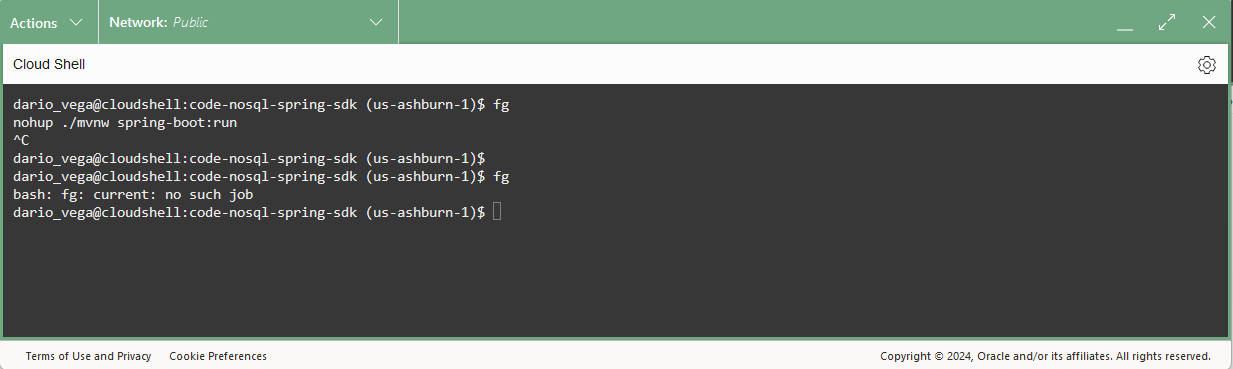 Actions
Network: Public
Cloud Shell
dario_vega@cloudshell:code-nosql-spring-sdk (us-ashburn-1)$ fg
nohup ./mvnw spring-boot:run
^C
dario_vega@cloudshell:code-nosql-spring-sdk (us-ashburn-1)$
dario_vega@cloudshell:code-nosql-spring-sdk (us-ashburn-1)$ fg
bash: fg: current: no such job
dario_vega@cloudshell:code-nosql-spring-sdk (us-ashburn-1)$
Terms of Use and Privacy Cookie Preferences Copyright © 2024, Oracle and/or its affiliates. All rights reserved.